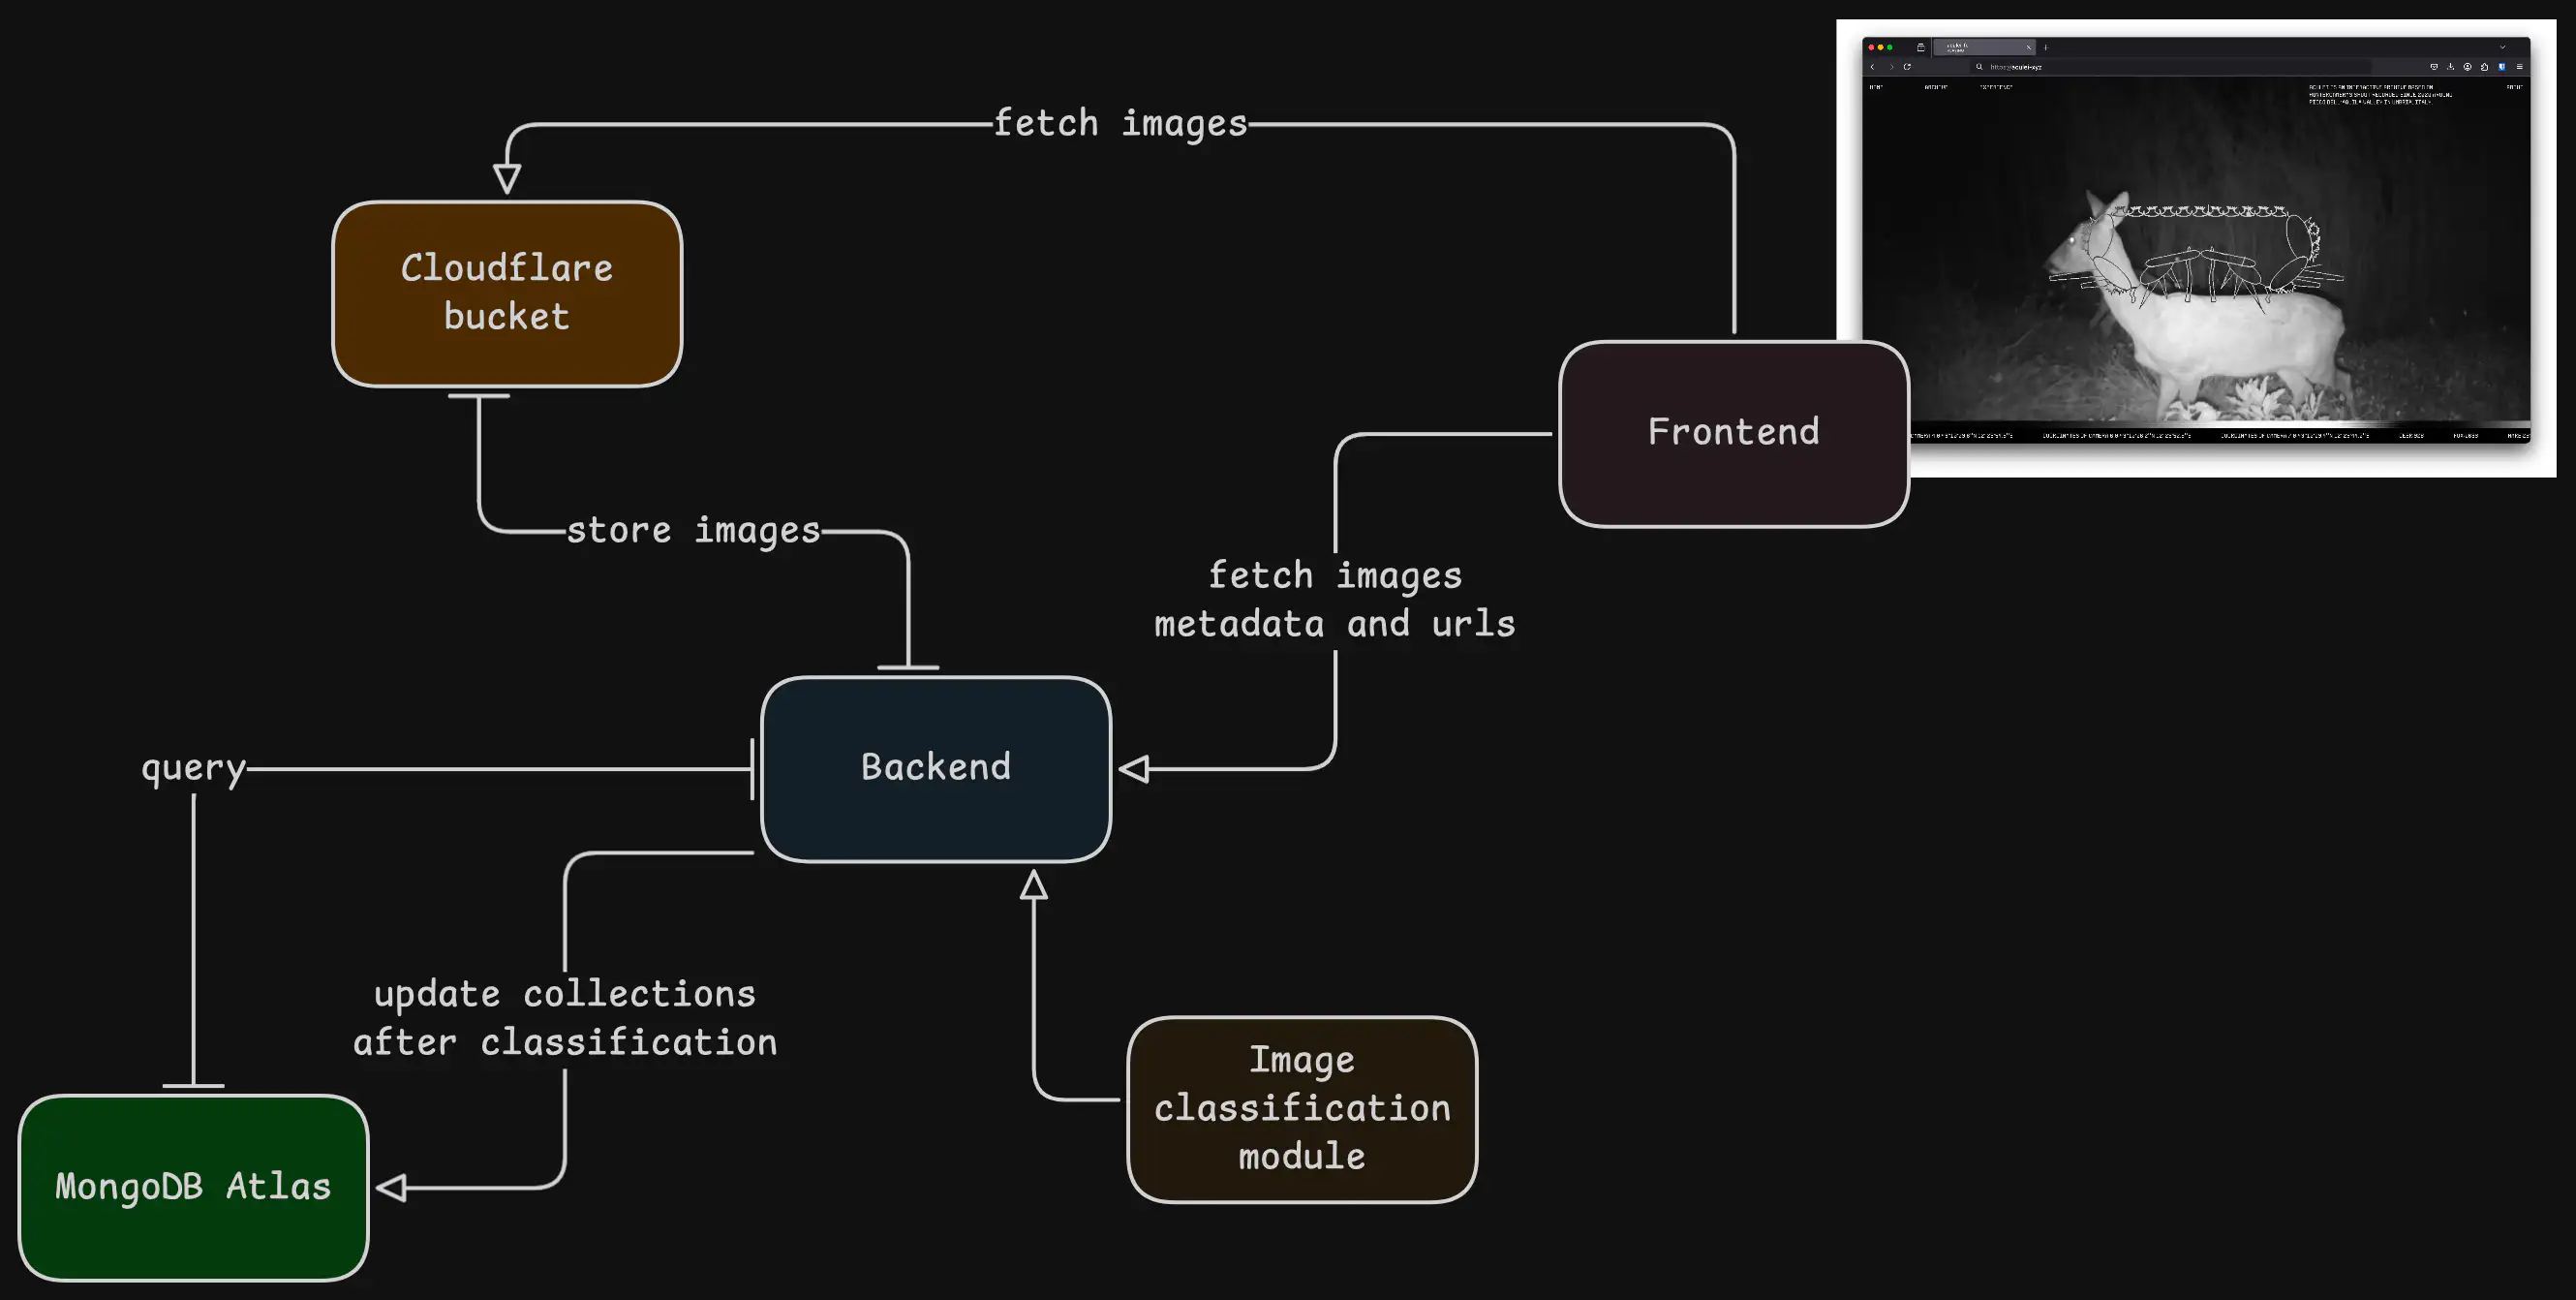 fetch images
Cloudflare
bucket
Frontend
store images
fetch images
metadata and urls
Backend
query
update collections
after classification
Image
classification
module
MongoDB Atlas